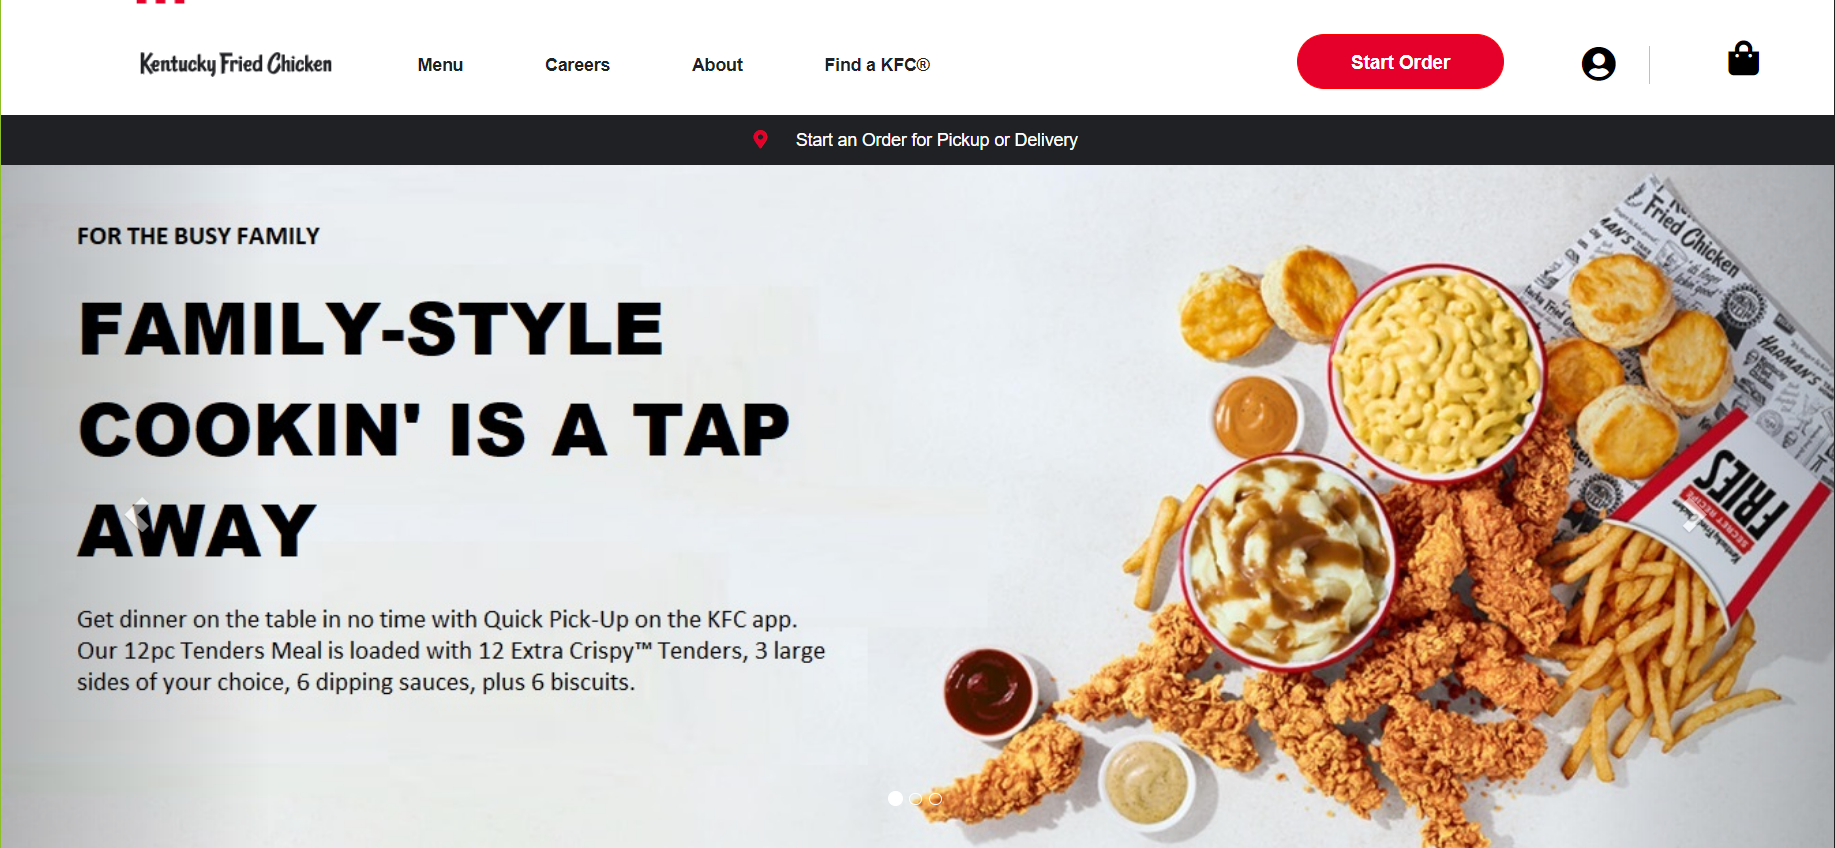 Kentucky Fried Chicken
Menu
Careers
About
Find a KFC®
Start Order
Start an Order for Pickup or Delivery
FOR THE BUSY FAMILY
FAMILY-STYLE
COOKIN' IS A TAP
AWAY
Get dinner on the table in no time with Quick Pick-Up on the KFC app.
Our 12pc Tenders Meal is loaded with 12 Extra Crispy™ Tenders, 3 large
sides of your choice, 6 dipping sauces, plus 6 biscuits.
Fried Chicken
HARMAN'S
FRIES
SECRET RECIPE
Kentucky Fried Chicken